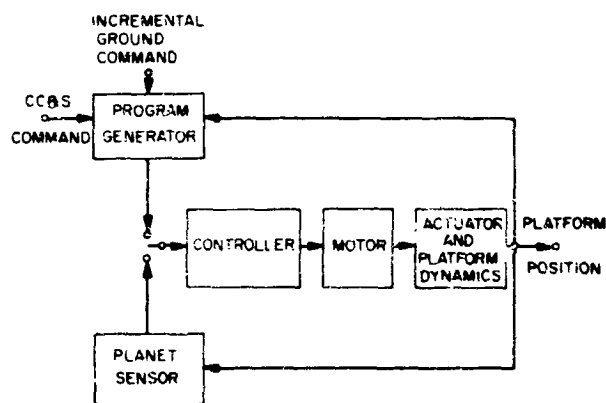 INCREMENTAL
GROUND
COMMAND
CC&S
COMMAND
PROGRAM
GENERATOR
CONTROLLER
MOTOR
ACTUATOR
AND
PLATFORM
DYNAMICS
PLATFORM
POSITION
PLANET
SENSOR